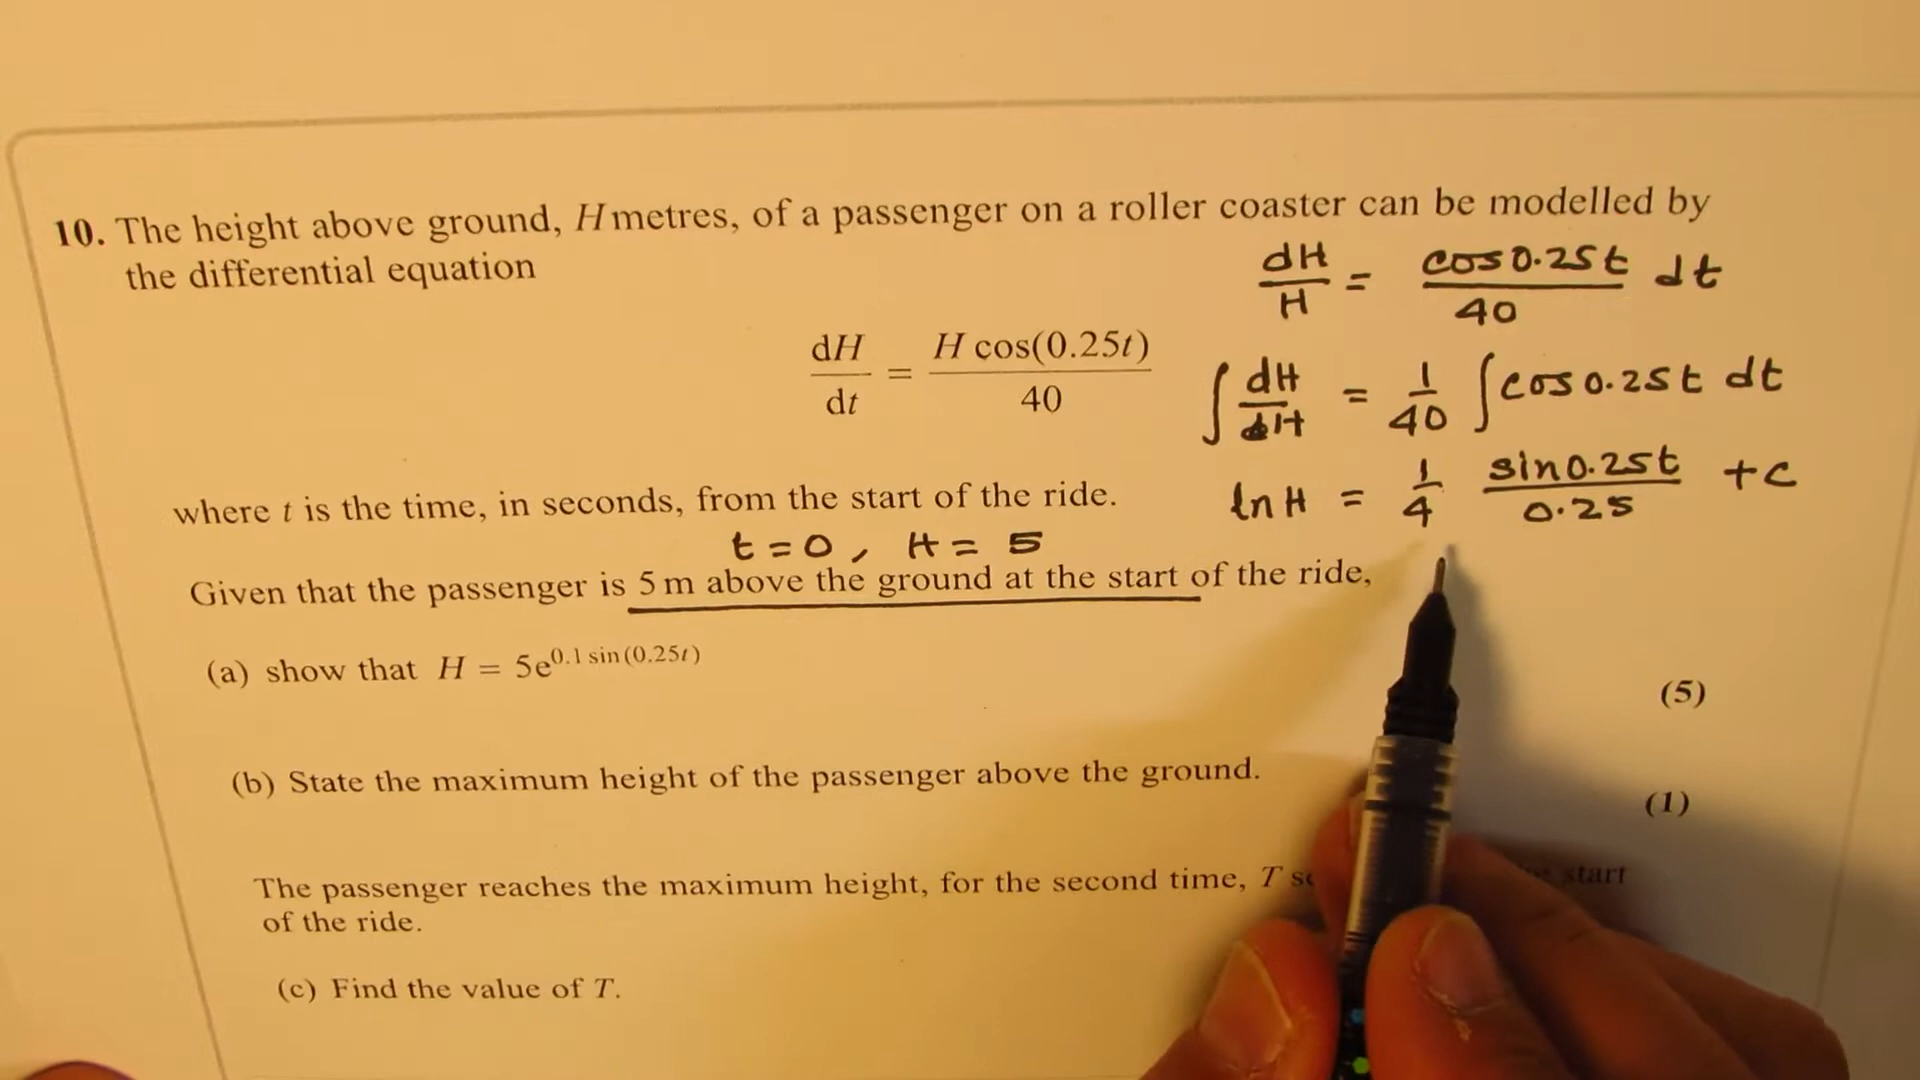 10. The height above ground, H metres, of a passenger on a roller coaster can be modelled by
the differential equation
dH/H = cos0.25t/40 dt
dH/dt = H cos(0.25t)/40
∫ dH/dH = 1/40 ∫ cos0.25t dt
ln H = 1/4 sin0.25t/0.25 + c
where t is the time, in seconds, from the start of the ride.
t = 0, H = 5
Given that the passenger is 5 m above the ground at the start of the ride,
(a) show that H = 5e^0.1 sin(0.25t)
(5)
(b) State the maximum height of the passenger above the ground.
(1)
The passenger reaches the maximum height, for the second time, T start
of the ride.
(c) Find the value of T.